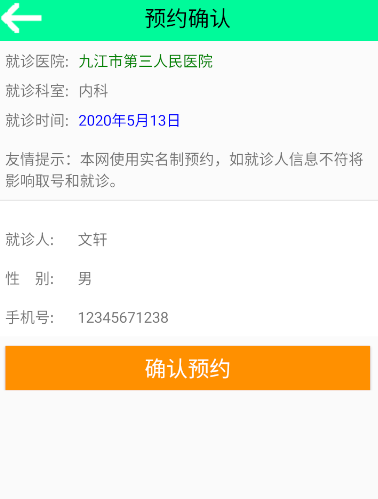 预约确认
就诊医院: 九江市第三人民医院
就诊科室: 内科
就诊时间: 2020年5月13日
友情提示：本网使用实名制预约，如就诊人信息不符将
影响取号和就诊。
就诊人: 文轩
性 别: 男
手机号: 12345671238
确认预约